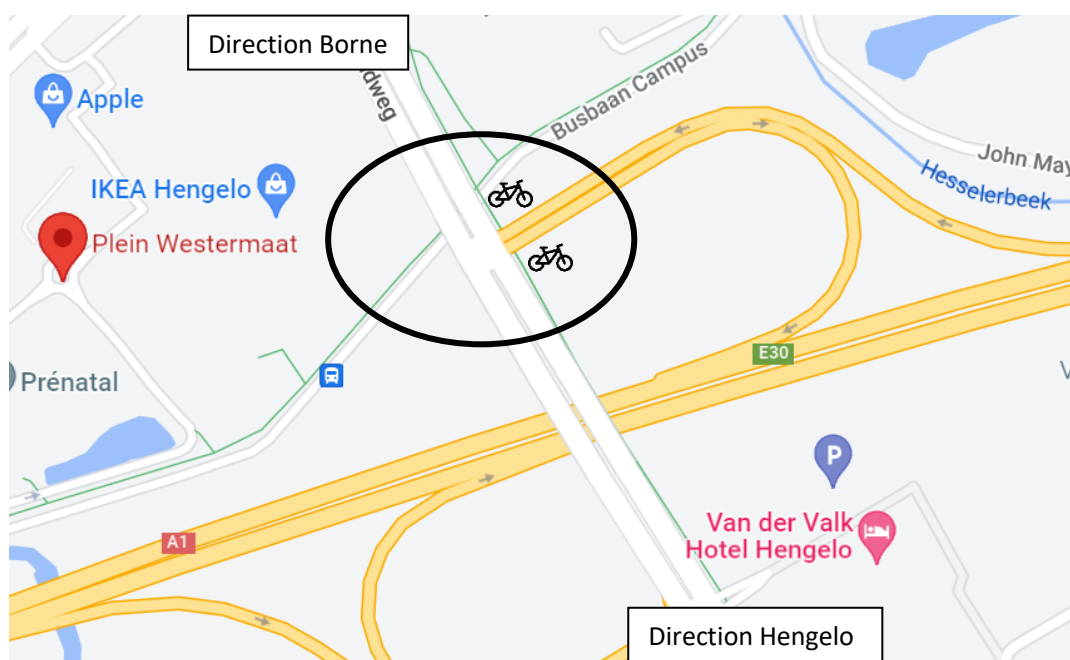 Direction Borne
dweg
Busbaan Campus
Apple
John May
Hesselerbeek
IKEA Hengelo
Plein Westermaat
E30
Prénatal
V
P
Van der Valk
Hotel Hengelo
A1
Direction Hengelo